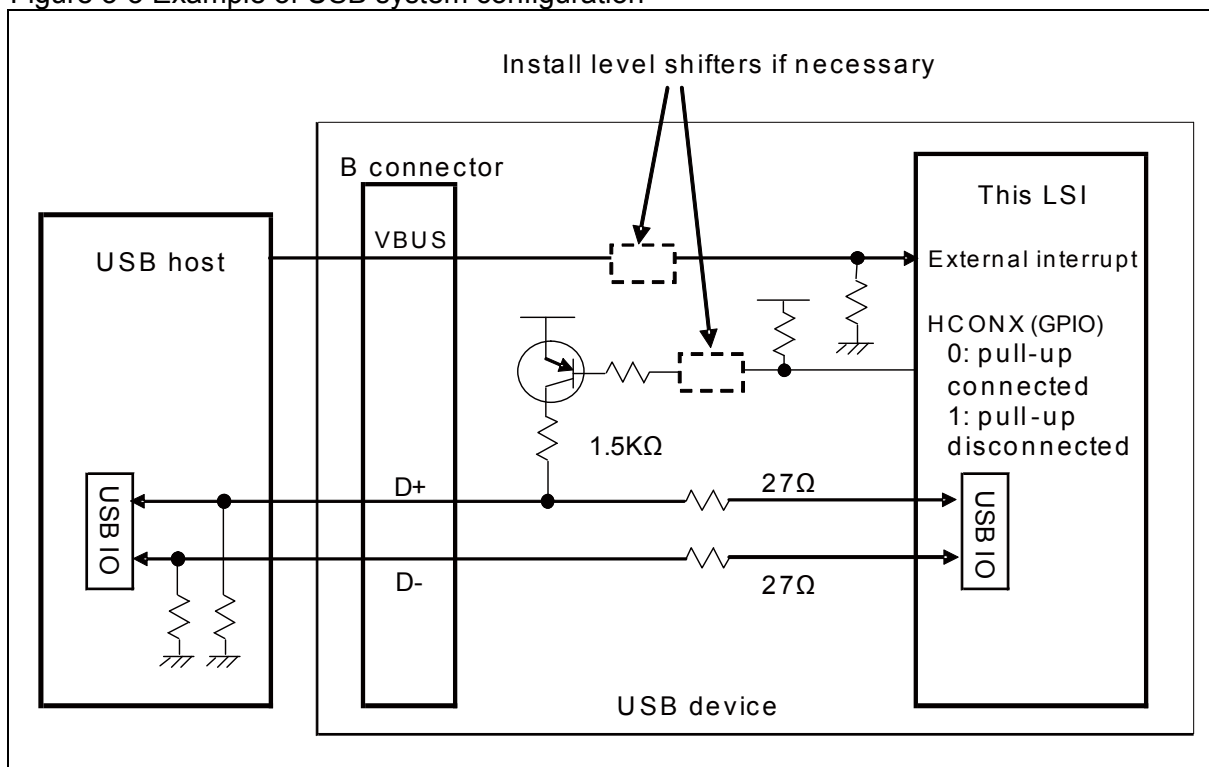 Figure 3-3 Example of USB system configuration
Install level shifters if necessary
B connector
This LSI
VBUS
USB host
External interrupt
HCONX (GPIO)
0: pull-up
connected
1: pull-up
disconnected
1.5KΩ
D+
27Ω
USB IO
USB IO
D-
27Ω
USB device